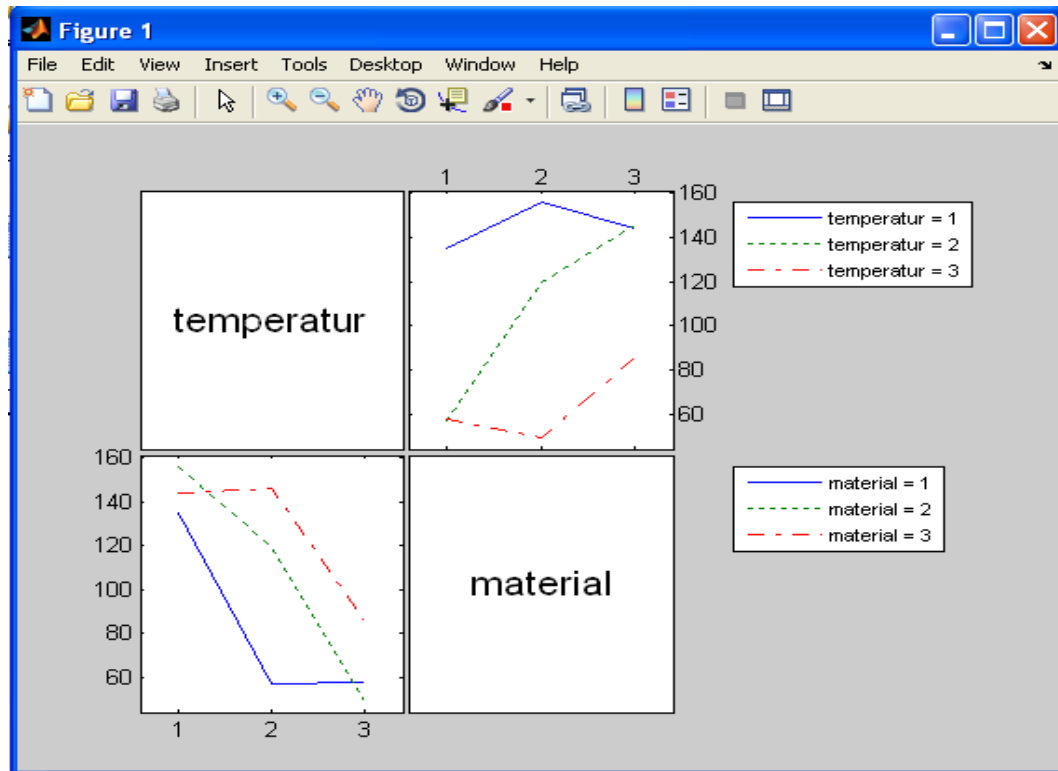 Figure 1
File Edit View Insert Tools Desktop Window Help
1 2 3
160
140
120
100
80
60
temperatur = 1
temperatur = 2
temperatur = 3
temperatur
160
140
120
100
80
60
1 2 3
material
material = 1
material = 2
material = 3